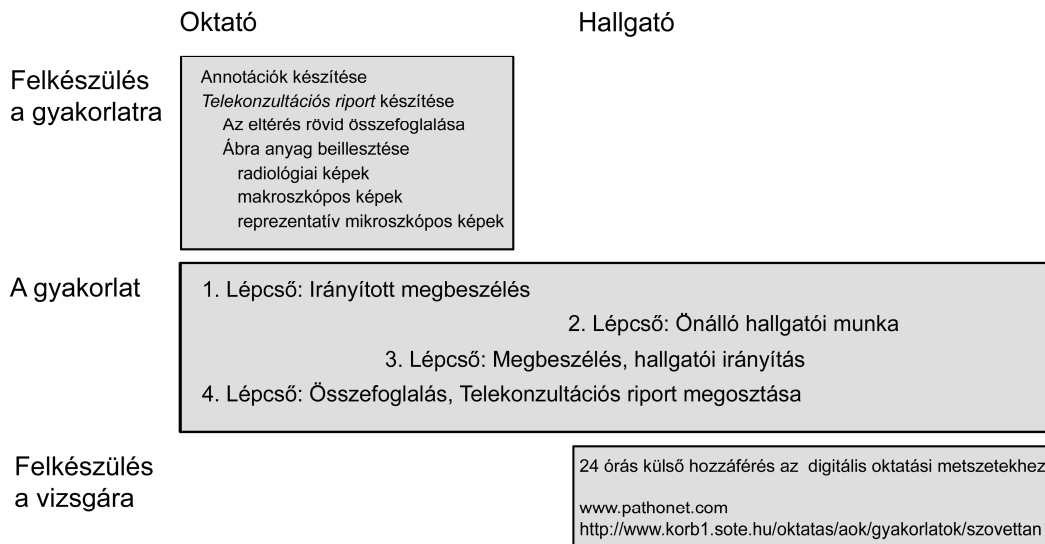 Oktató
Hallgató
Felkészülés
a gyakorlatra
Annotációk készítése
Telekonzultációs riport készítése
Az eltérés rövid összefoglalása
Ábra anyag beillesztése
radiológiai képek
makroszkópos képek
reprezentatív mikroszkópos képek
A gyakorlat
1. Lépcső: Irányított megbeszélés
2. Lépcső: Önálló hallgatói munka
3. Lépcső: Megbeszélés, hallgatói irányítás
4. Lépcső: Összefoglalás, Telekonzultációs riport megosztása
Felkészülés
a vizsgára
24 órás külső hozzáférés az digitális oktatási metszetekhez
www.pathonet.com
http://www.korb1.sote.hu/oktatas/aok/gyakorlatok/szovettan